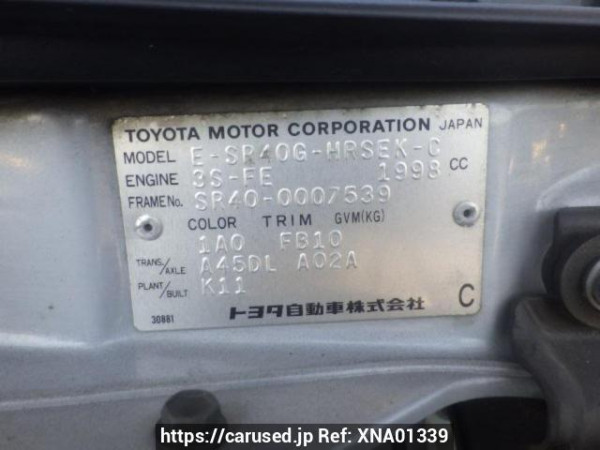 TOYOTA MOTOR CORPORATION JAPAN
MODEL E-SR40G-HRSEK-C
ENGINE 3S-FE 1998 CC
FRAME No. SR40-0007539
COLOR TRIM GVM(KG)
1A0 FB10
TRANS./AXLE A45DL A02A
PLANT/BUILT K11
トヨタ自動車株式会社 C
30881
https://carused.jp Ref: XNA01339